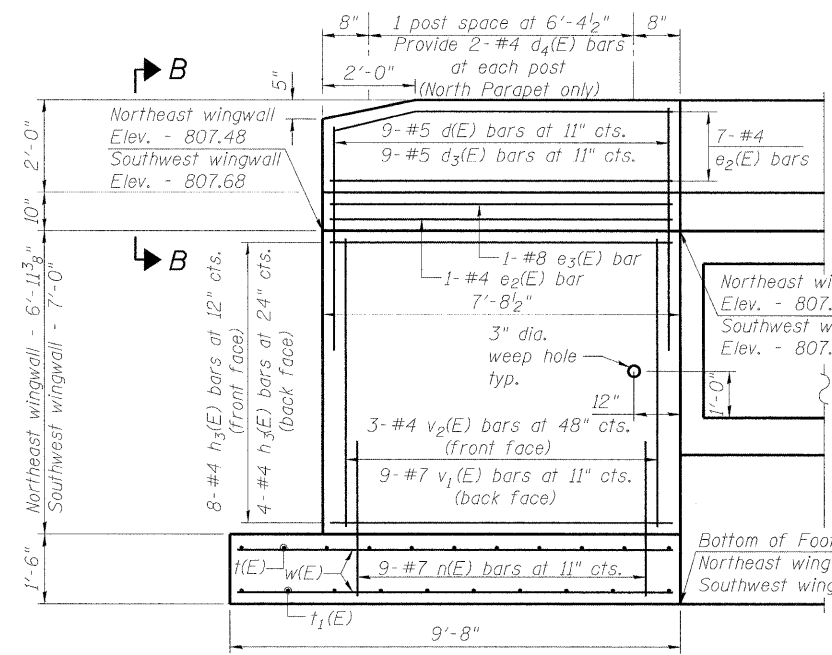 8"
1 post space at 6'-4½"
8"
Provide 2- #4 d4(E) bars
at each post
(North Parapet only)
B
5"
2'-0"
Northeast wingwall
Elev. - 807.48
Southwest wingwall
Elev. - 807.68
9- #5 d(E) bars at 11" cts.
9- #5 d3(E) bars at 11" cts.
7- #4
e2(E) bars
2'-0"
10"
B
1- #8 e3(E) bar
1- #4 e2(E) bar
7'-8½"
Northeast wingwall - 6'-11⅜"
Southwest wingwall - 7'-0"
8- #4 h3(E) bars at 12" cts.
(front face)
4- #4 h3(E) bars at 24" cts.
(back face)
3" dia.
weep hole
typ.
12"
1'-0"
Northeast wi
Elev. - 807.
Southwest w
Elev. - 807.
3- #4 v2(E) bars at 48" cts.
(front face)
9- #7 v1(E) bars at 11" cts.
(back face)
1'-6"
t(E)
w(E)
9- #7 n(E) bars at 11" cts.
t1(E)
Bottom of Foot
Northeast wing
Southwest wing
9'-8"